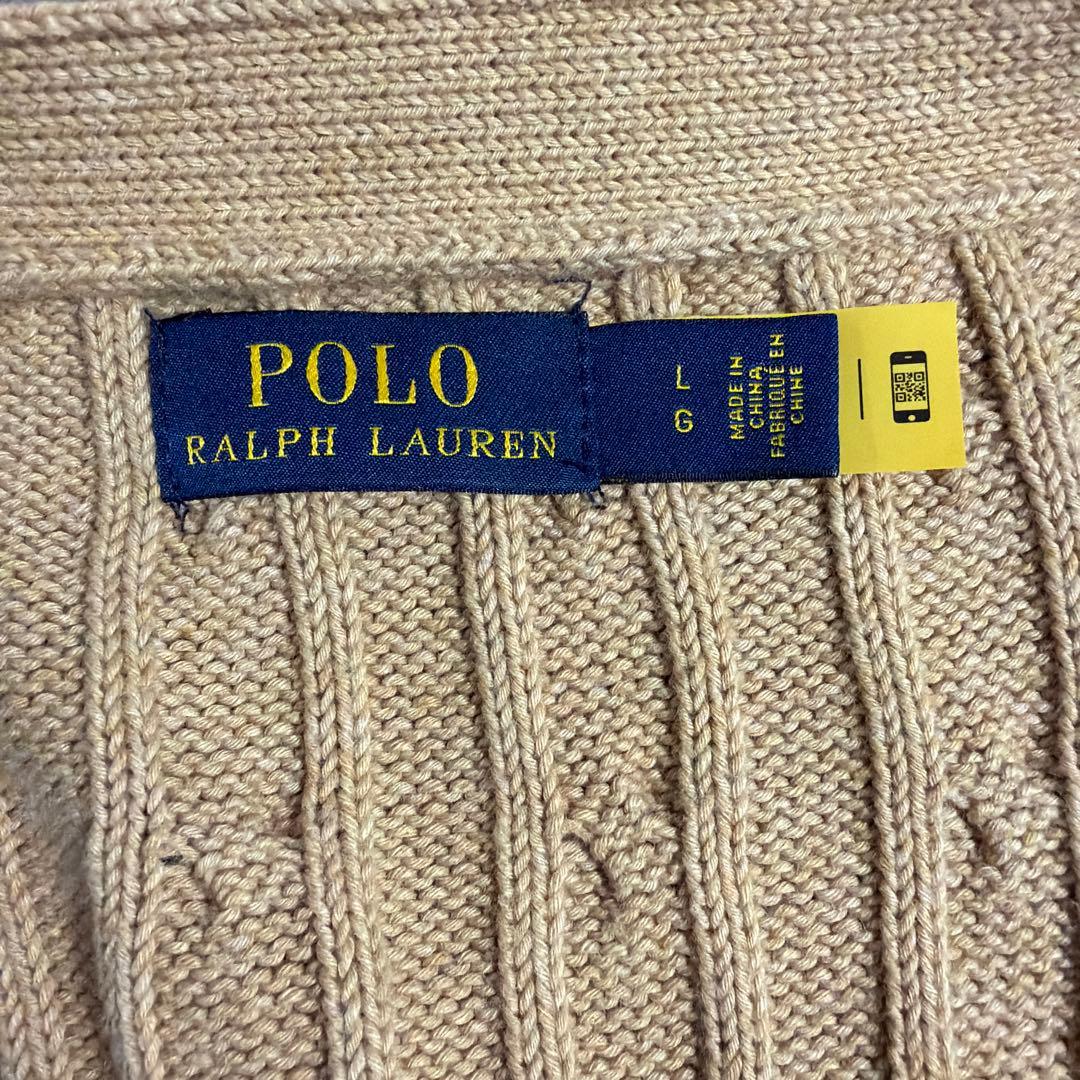 POLO
RALPH LAUREN
L
G
MADE IN
CHINA
FABRIQUÉ EN
CHINE